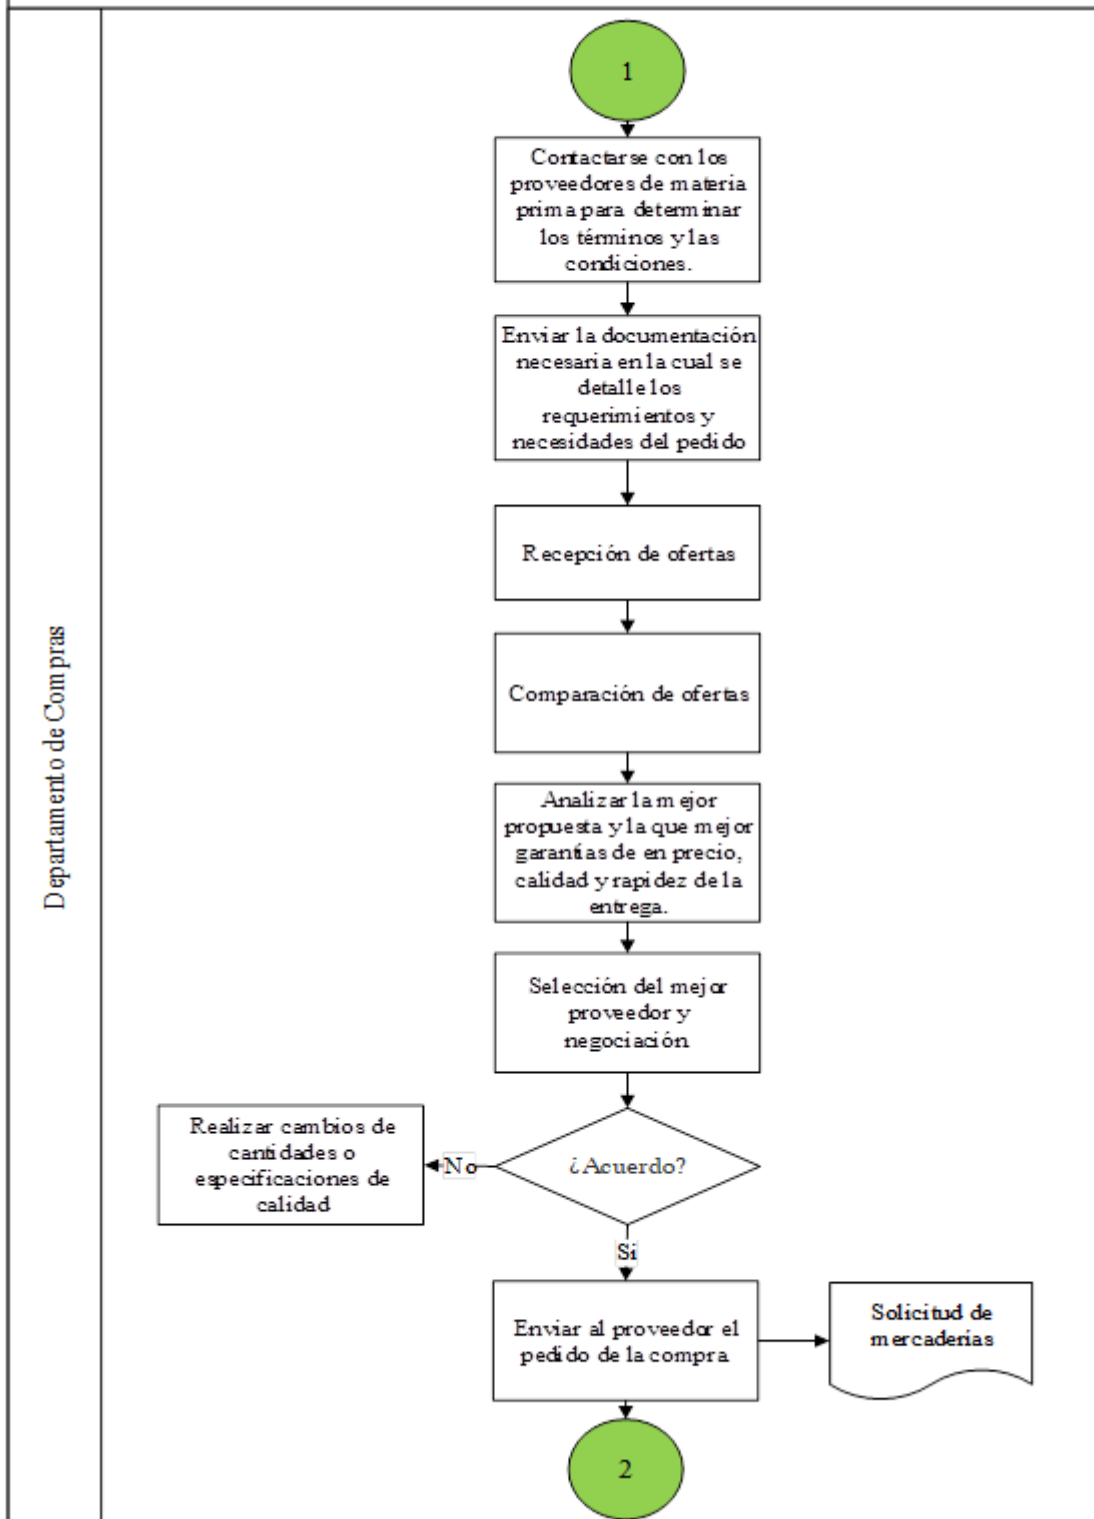 Departamento de Compras
1
Contactarse con los
proveedores de materia
prima para determinar
los términos y las
condiciones.
Enviar la documentación
necesaria en la cual se
detalle los
requerimientos y
necesidades del pedido
Recepción de ofertas
Comparación de ofertas
Analizar la mejor
propuesta y la que mejor
garantías de en precio,
calidad y rapidez de la
entrega.
Selección del mejor
proveedor y
negociación
¿Acuerdo?
No
Realizar cambios de
cantidades o
especificaciones de
calidad
Si
Enviar al proveedor el
pedido de la compra
Solicitud de
mercaderías
2